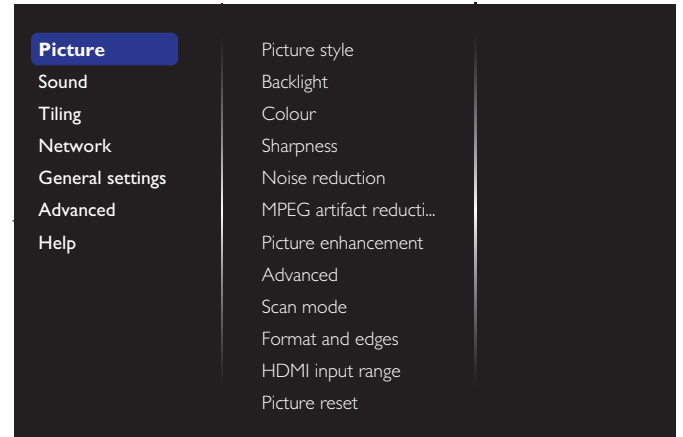 Picture
Sound
Tiling
Network
General settings
Advanced
Help
Picture style
Backlight
Colour
Sharpness
Noise reduction
MPEG artifact reducti...
Picture enhancement
Advanced
Scan mode
Format and edges
HDMI input range
Picture reset